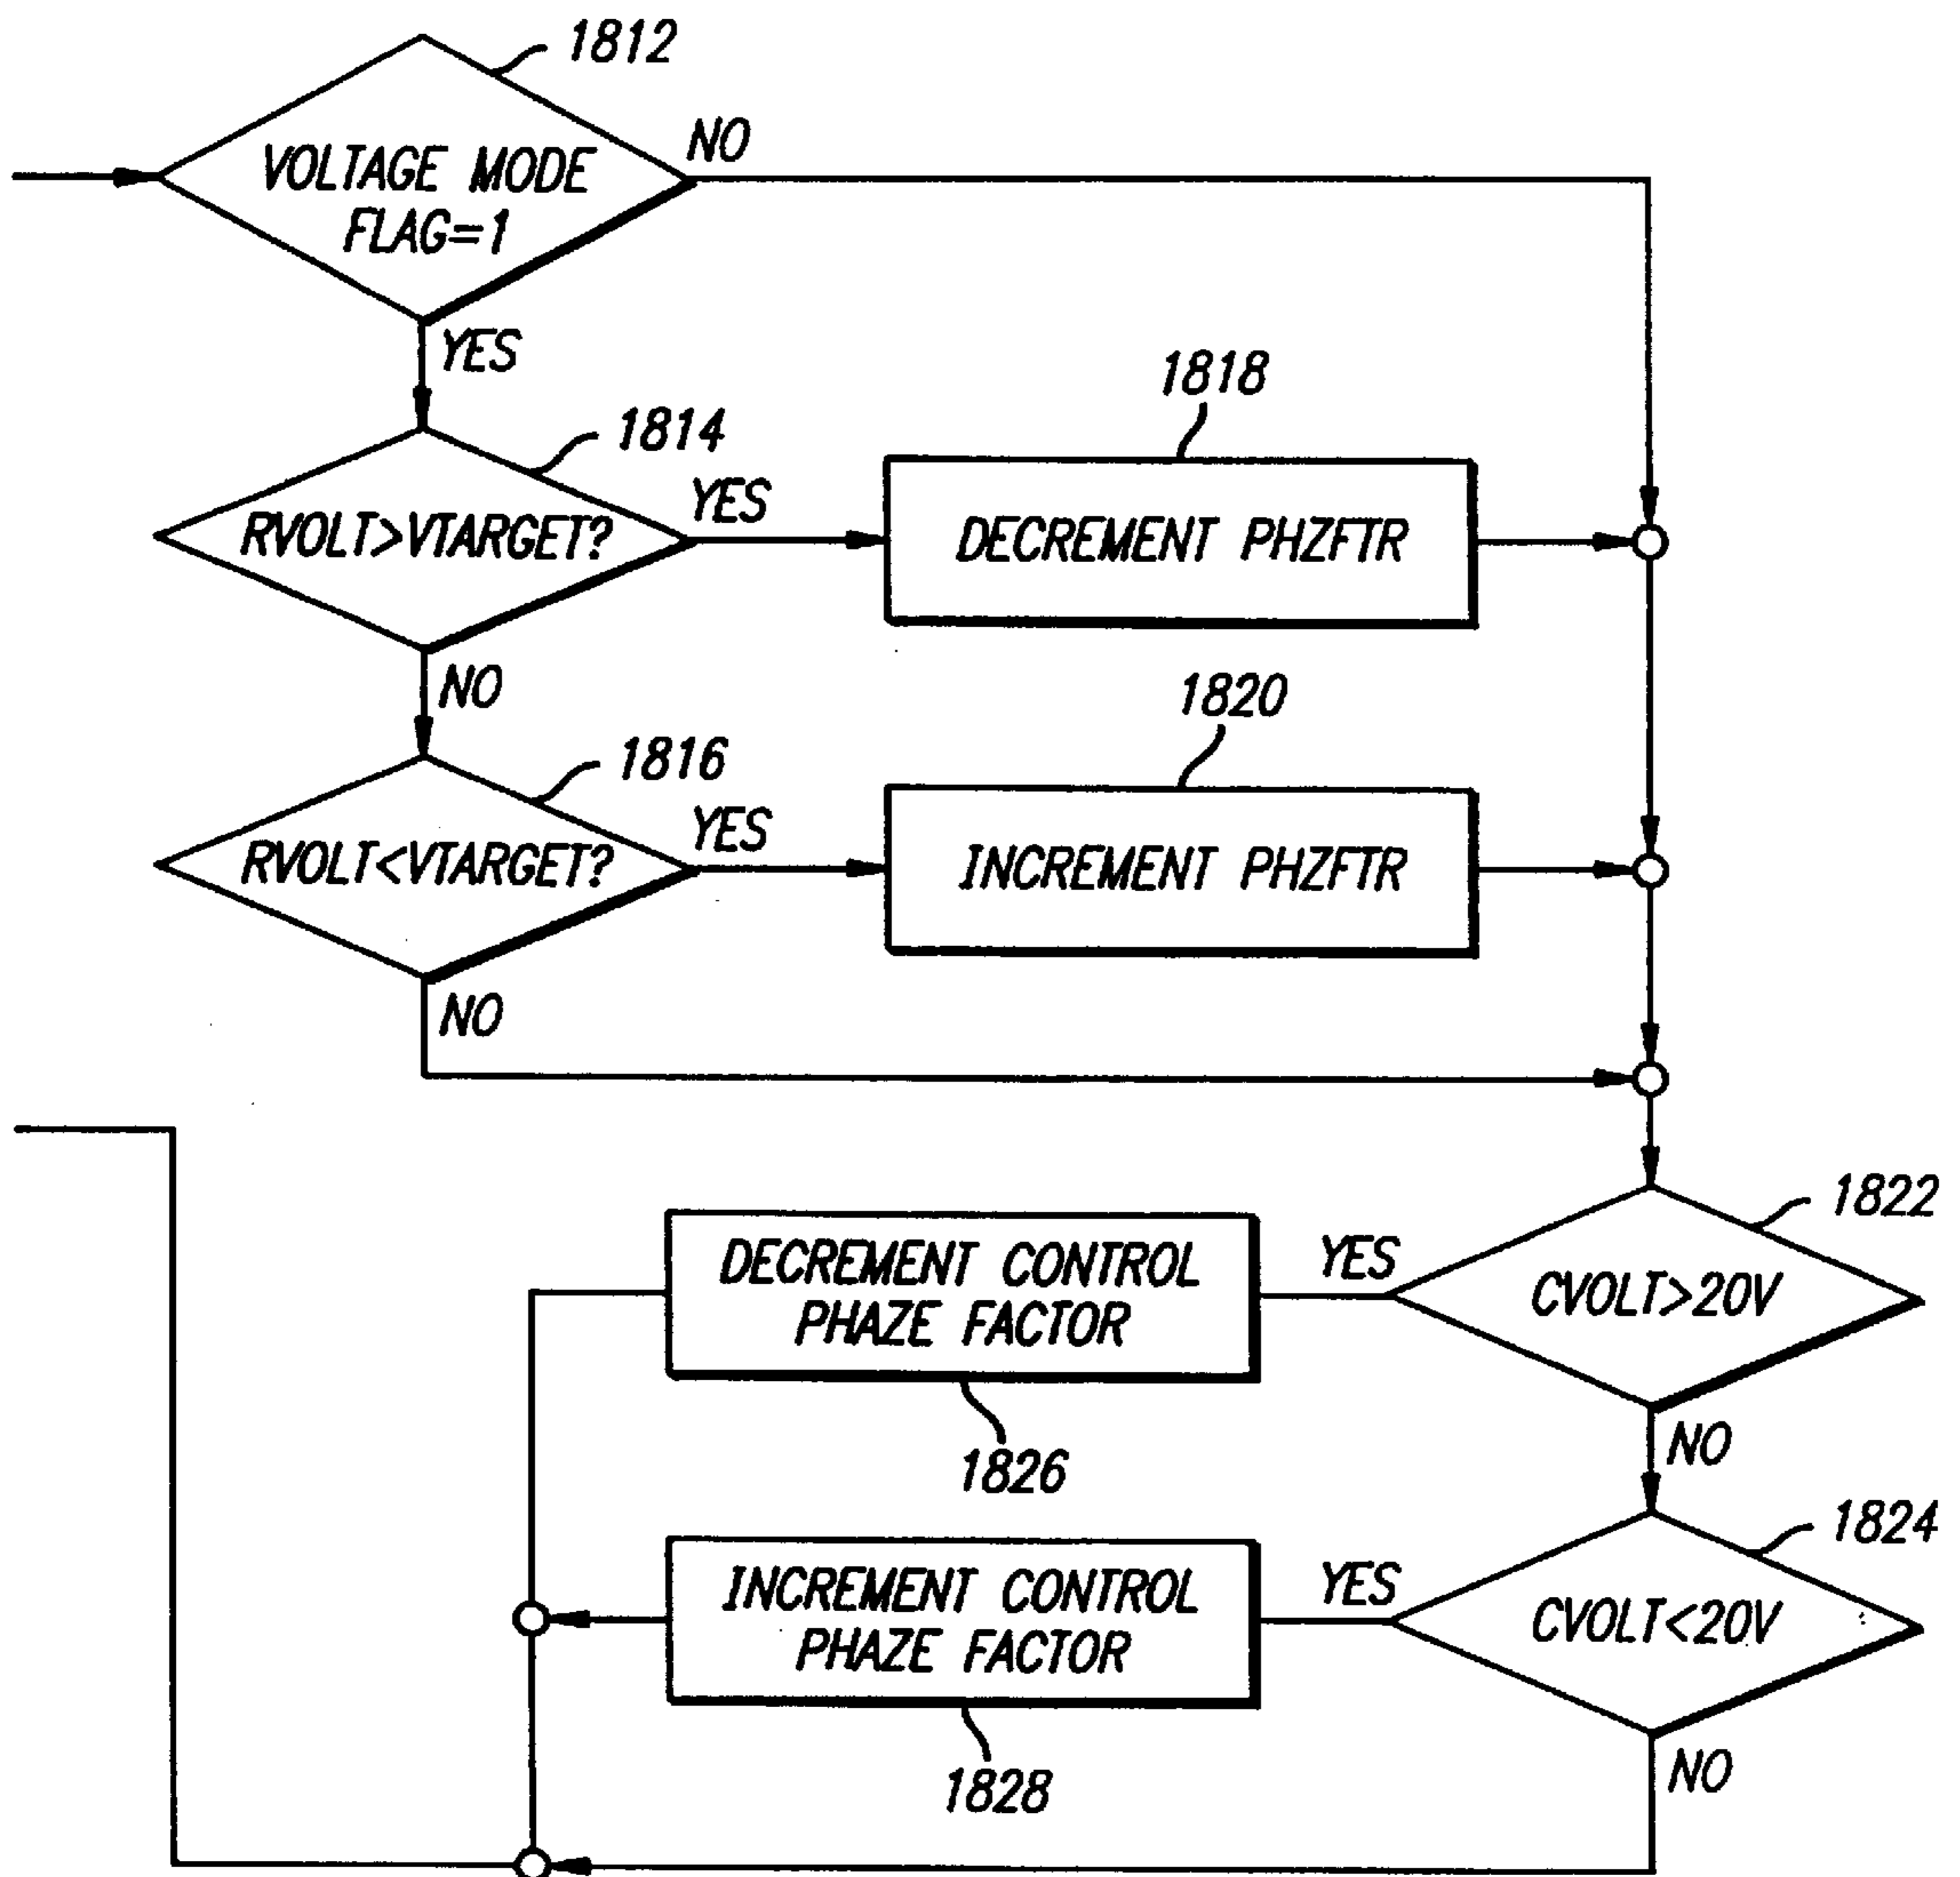 1812
NO
VOLTAGE MODE
FLAG=1
YES
1818
1814
YES
RVOLT>VTARGET?
DECREMENT PHZFTR
NO
1820
1816
YES
RVOLT<VTARGET?
INCREMENT PHZFTR
NO
1822
YES
DECREMENT CONTROL
PHAZE FACTOR
CVOLT>20V
1826
NO
1824
YES
INCREMENT CONTROL
PHAZE FACTOR
CVOLT<20V
1828
NO